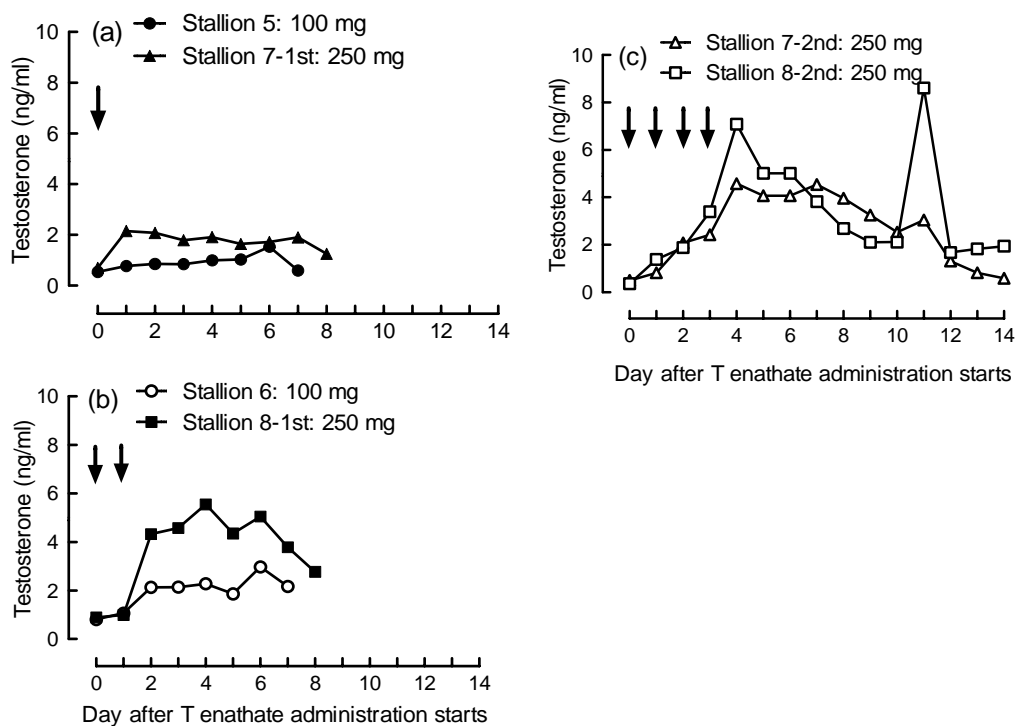 (a)
Stallion 5: 100 mg
Stallion 7-1st: 250 mg
Testosterone (ng/ml)
10
8
6
4
2
0
0 2 4 6 8 10 12 14
(b)
Stallion 6: 100 mg
Stallion 8-1st: 250 mg
Testosterone (ng/ml)
10
8
6
4
2
0
0 2 4 6 8 10 12 14
Day after T enathate administration starts
(c)
Stallion 7-2nd: 250 mg
Stallion 8-2nd: 250 mg
Testosterone (ng/ml)
10
8
6
4
2
0
0 2 4 6 8 10 12 14
Day after T enathate administration starts